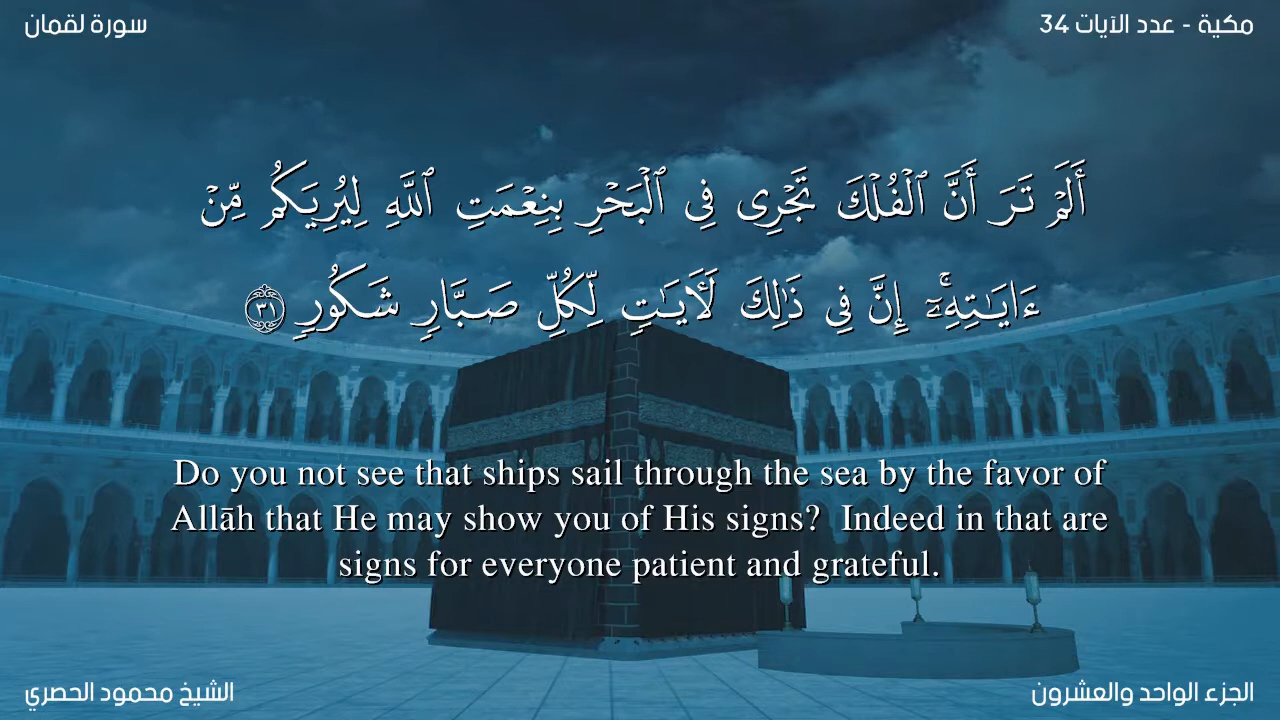 سورة لقمان
مكية - عدد الآيات 34
أَلَمْ تَرَ أَنَّ ٱلْفُلْكَ تَجْرِى فِى ٱلْبَحْرِ بِنِعْمَتِ ٱللَّهِ لِيُرِيَكُم مِّنْ
ءَايَـٰتِهِۦٓ ۚ إِنَّ فِى ذَٰلِكَ لَـَٔايَـٰتٍ لِّكُلِّ صَبَّارٍ شَكُورٍ ٣١
Do you not see that ships sail through the sea by the favor of
Allāh that He may show you of His signs?  Indeed in that are
signs for everyone patient and grateful.
الشيخ محمود الحصري
الجزء الواحد والعشرون